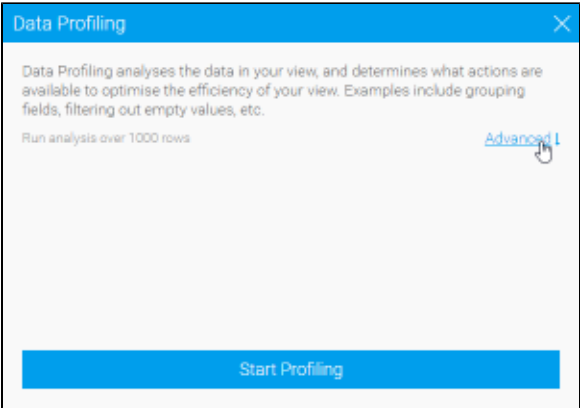 Data Profiling
Data Profiling analyses the data in your view, and determines what actions are
available to optimise the efficiency of your view. Examples include grouping
fields, filtering out empty values, etc.
Run analysis over 1000 rows
Advanced
Start Profiling